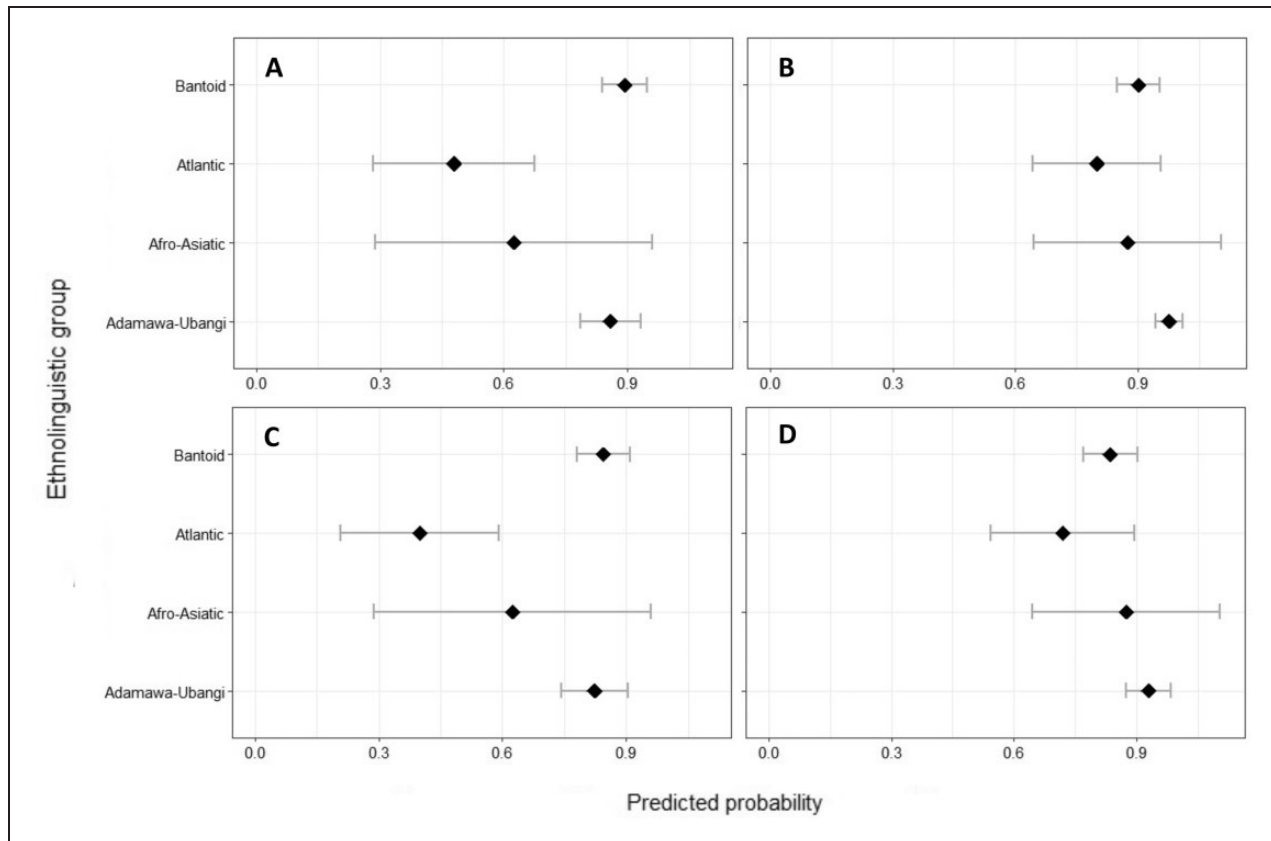 A
B
Bantoid
Atlantic
Afro-Asiatic
Adamawa-Ubangi
0.0 0.3 0.6 0.9
0.0 0.3 0.6 0.9
Ethnolinguistic group
C
D
Bantoid
Atlantic
Afro-Asiatic
Adamawa-Ubangi
0.0 0.3 0.6 0.9
0.0 0.3 0.6 0.9
Predicted probability